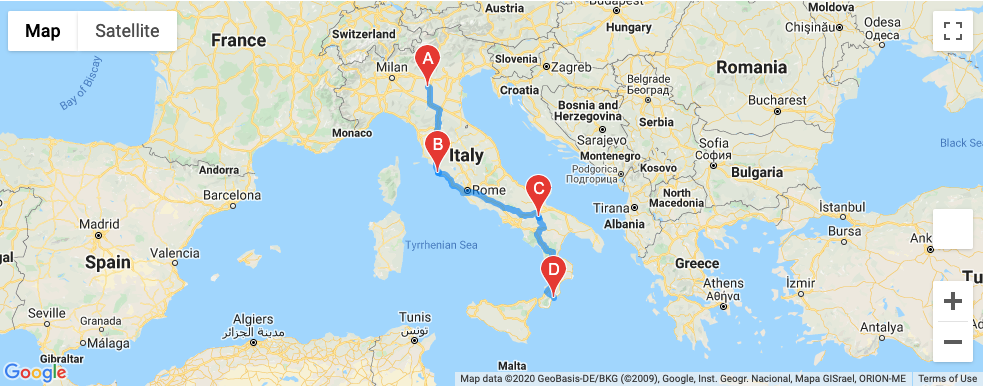 Map
Satellite
Austria
Budapest
Hungary
Moldova
Chișinău
Odesa
Одеса
France
Switzerland
A
Slovenia
Zagreb
Milan
Bay of Biscay
Croatia
Belgrade
Београд
Romania
Bosnia and
Herzegovina
Bucharest
Serbia
Monaco
B
Italy
Sarajevo
Black Sea
Montenegro
Sofia
София
Andorra
Podgorica
Подгорица
Kosovo
Bulgaria
Barcelona
Rome
C
North
Macedonia
Madrid
Tirana
Albania
İstanbul
Bursa
Ankara
Valencia
Tyrrhenian Sea
Spain
D
Greece
Tu
Athens
Αθήνα
İzmir
Seville
Granada
Málaga
Algiers
مدينة الجزائر
Tunis
تونس
Antalya
Gibraltar
Malta
Google
Map data ©2020 GeoBasis-DE/BKG (©2009), Google, Inst. Geogr. Nacional, Mapa GISrael, ORION-ME
Terms of Use